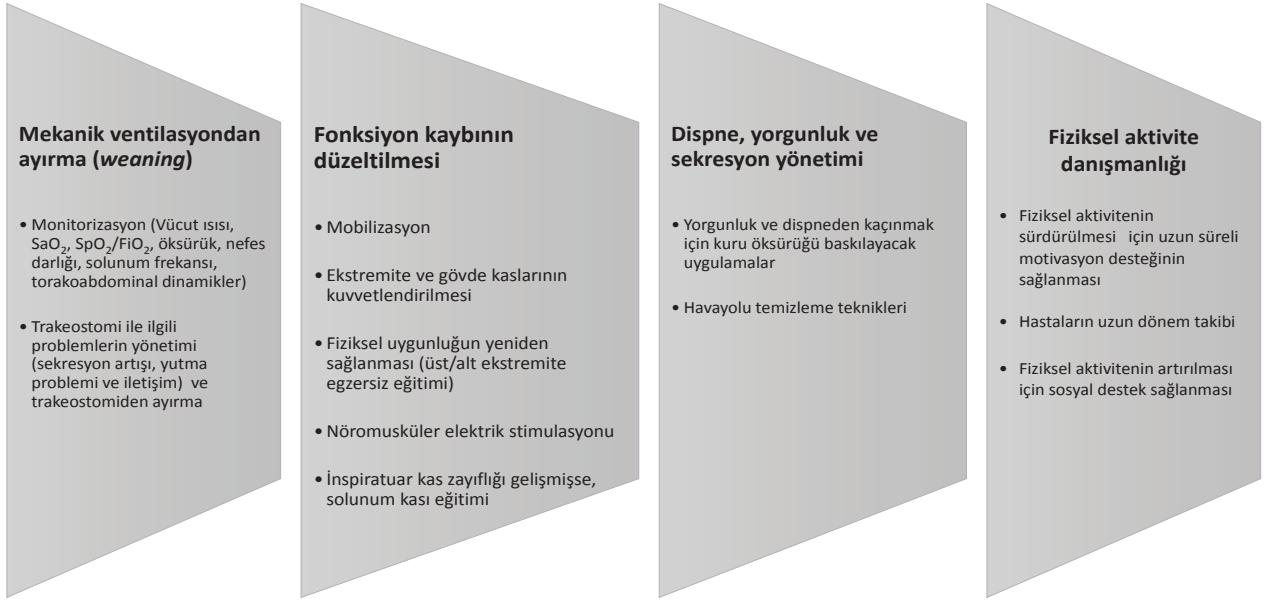 Mekanik ventilasyondan
ayırma (weaning)
• Monitorizasyon (Vücut ısısı,
SaO₂, SpO₂/FiO₂, öksürük, nefes
darlığı, solunum frekansı,
torakoabdominal dinamikler)
• Trakeostomi ile ilgili
problemlerin yönetimi
(sekresyon artışı, yutma
problemi ve iletişim) ve
trakeostomiden ayırma
Fonksiyon kaybının
düzeltilmesi
• Mobilizasyon
• Ekstremite ve gövde kaslarının
kuvvetlendirilmesi
• Fiziksel uygunluğun yeniden
sağlanması (üst/alt ekstremite
egzersiz eğitimi)
• Nöromusküler elektrik stimulasyonu
• İnspiratuar kas zayıflığı gelişmişse,
solunum kası eğitimi
Dispne, yorgunluk ve
sekresyon yönetimi
• Yorgunluk ve dispneden kaçınmak
için kuru öksürüğü baskılayacak
uygulamalar
• Havayolu temizleme teknikleri
Fiziksel aktivite
danışmanlığı
• Fiziksel aktivitenin
sürdürülmesi için uzun süreli
motivasyon desteğinin
sağlanması
• Hastaların uzun dönem takibi
• Fiziksel aktivitenin artırılması
için sosyal destek sağlanması